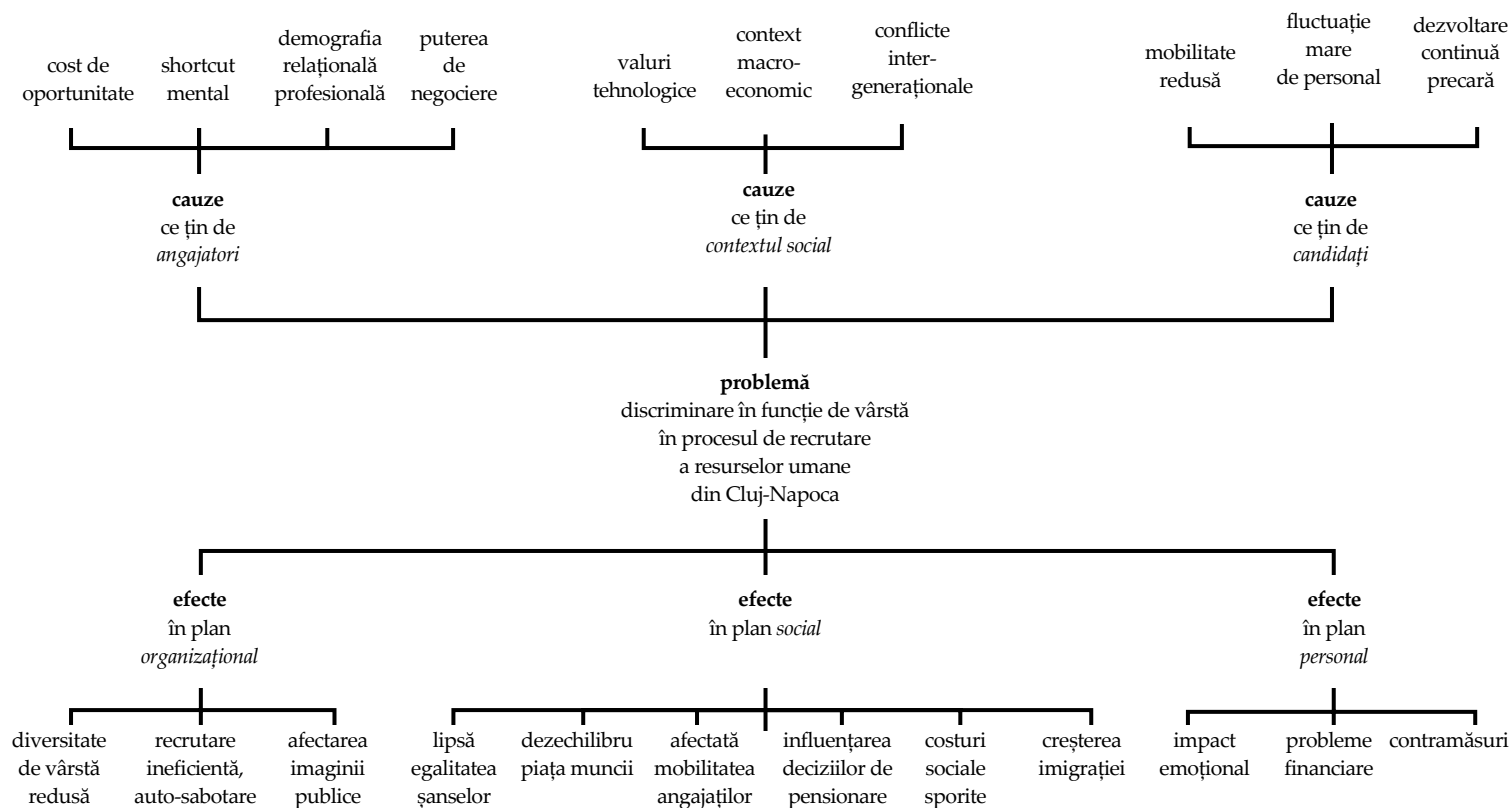 cost de
oportunitate
shortcut
mental
demografia
relațională
profesională
puterea
de
negociere
valuri
tehnologice
context
macro-
economic
conflicte
inter-
generaționale
mobilitate
redusă
fluctuație
mare
de personal
dezvoltare
continuă
precară
cauze
ce țin de
angajatori
cauze
ce țin de
contextul social
cauze
ce țin de
candidați
problemă
discriminare în funcție de vârstă
în procesul de recrutare
a resurselor umane
din Cluj-Napoca
efecte
în plan
organizațional
efecte
în plan social
efecte
în plan
personal
diversitate
de vârstă
redusă
recrutare
ineficientă,
auto-sabotare
afectarea
imaginii
publice
lipsă
egalitatea
șanselor
dezechilibru
piața muncii
afectată
mobilitatea
angajaților
influențarea
deciziilor de
pensionare
costuri
sociale
sporite
creșterea
imigrației
impact
emoțional
probleme
financiare
contramăsuri